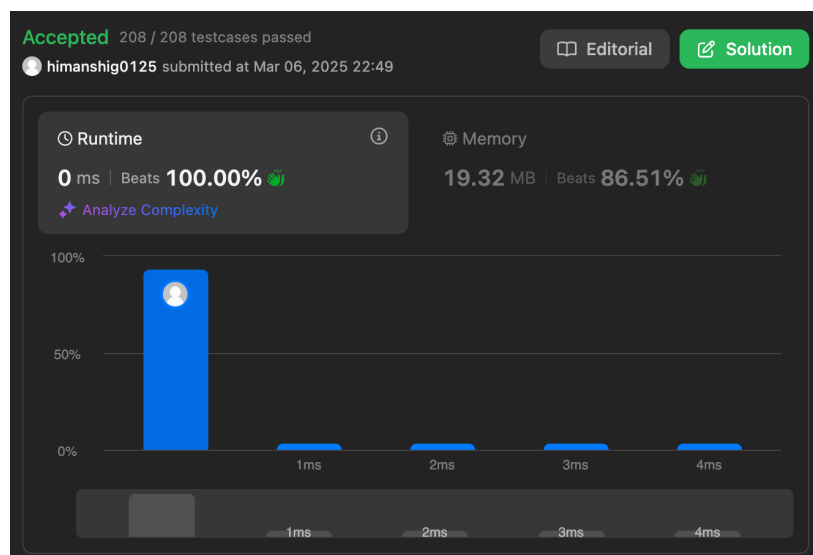 Accepted 208 / 208 testcases passed
himanshig0125 submitted at Mar 06, 2025 22:49
Editorial
Solution
Runtime
0 ms | Beats 100.00%
Analyze Complexity
Memory
19.32 MB | Beats 86.51%
100%
50%
0%
1ms 2ms 3ms 4ms
1ms 2ms 3ms 4ms